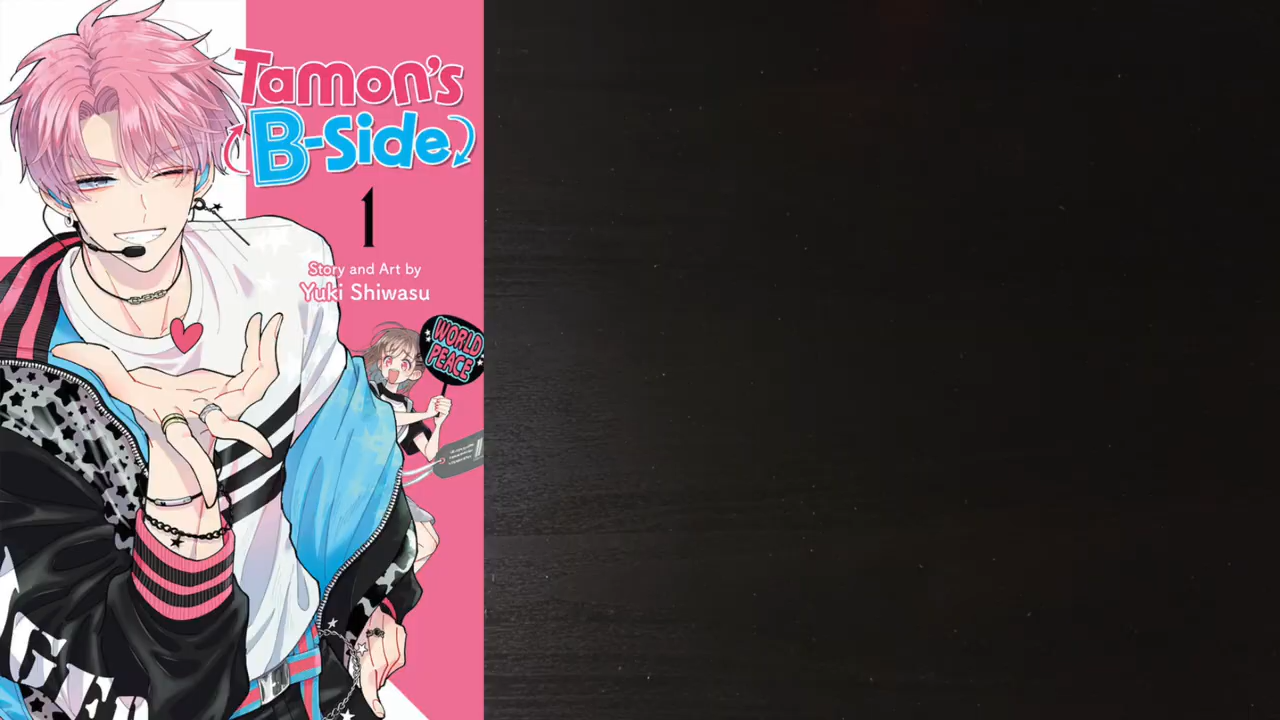 Tamon's
B-Side
1
Story and Art by
Yuki Shiwasu
WORLD
PEACE